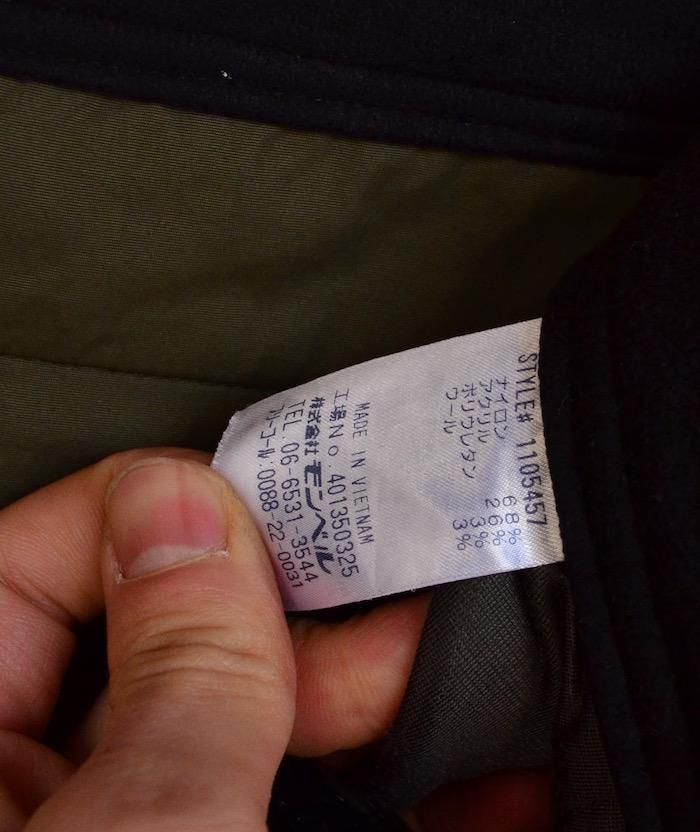 STYLE# 1105457
ナイロン 68%
アクリル 26%
ポリウレタン 3%
ウール 3%
MADE IN VIETNAM
工場No. 401350325
株式会社 モンベル
TEL. 06-6531-3544
フリーコール. 0088-22-0031